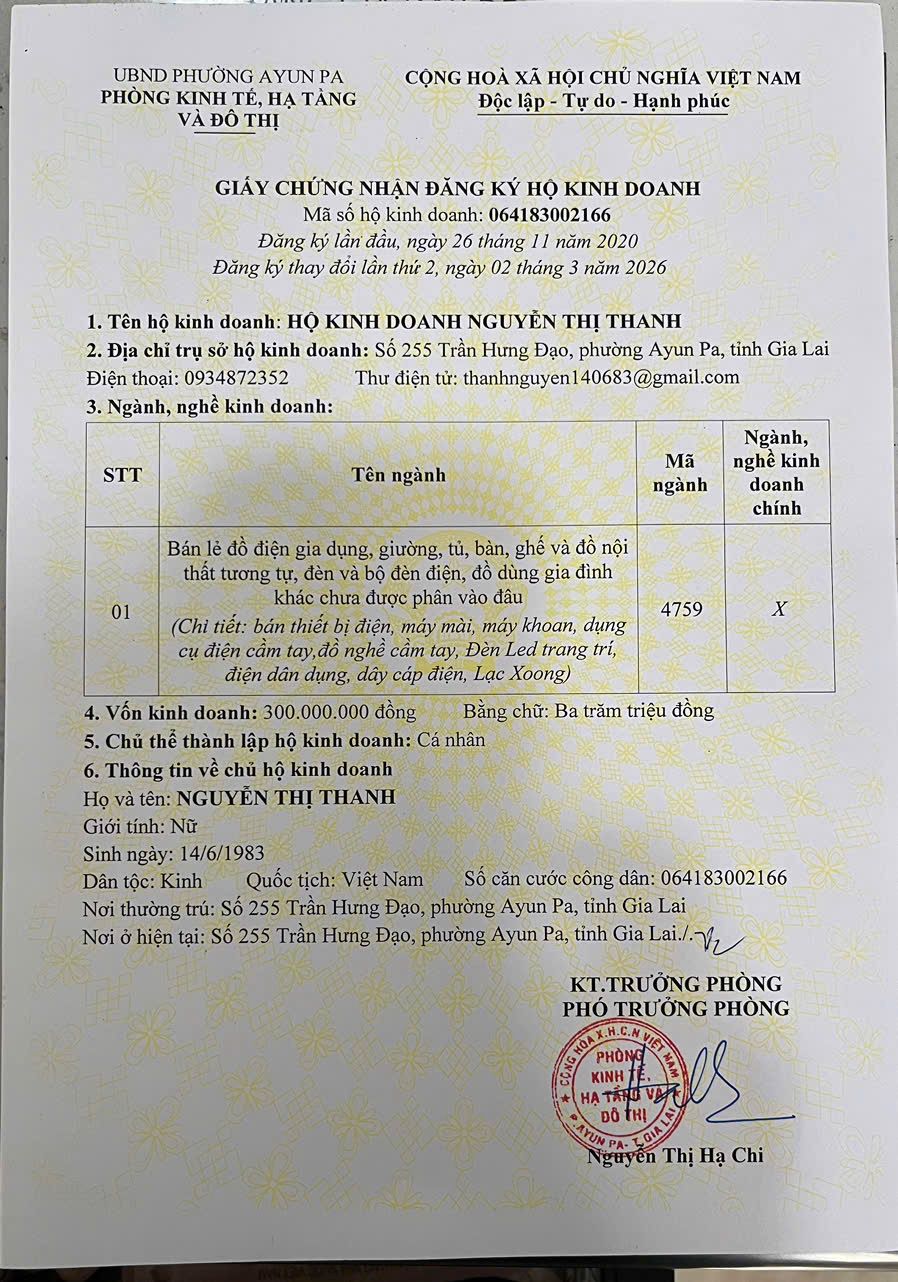 UBND PHƯỜNG AYUN PA
PHÒNG KINH TẾ, HẠ TẦNG
VÀ ĐÔ THỊ
CỘNG HOÀ XÃ HỘI CHỦ NGHĨA VIỆT NAM
Độc lập - Tự do - Hạnh phúc
GIẤY CHỨNG NHẬN ĐĂNG KÝ HỘ KINH DOANH
Mã số hộ kinh doanh: 064183002166
Đăng ký lần đầu, ngày 26 tháng 11 năm 2020
Đăng ký thay đổi lần thứ 2, ngày 02 tháng 3 năm 2026
1. Tên hộ kinh doanh: HỘ KINH DOANH NGUYỄN THỊ THANH
2. Địa chỉ trụ sở hộ kinh doanh: Số 255 Trần Hưng Đạo, phường Ayun Pa, tỉnh Gia Lai
Điện thoại: 0934872352 Thư điện tử: thanhnguyen140683@gmail.com
3. Ngành, nghề kinh doanh:
STT
Tên ngành
Mã
ngành
Ngành,
nghề kinh
doanh
chính
01
Bán lẻ đồ điện gia dụng, giường, tủ, bàn, ghế và đồ nội
thất tương tự, đèn và bộ đèn điện, đồ dùng gia đình
khác chưa được phân vào đâu
(Chi tiết: bán thiết bị điện, máy mài, máy khoan, dụng
cụ điện cầm tay,đồ nghề cầm tay, Đèn Led trang trí,
điện dân dụng, dây cáp điện, Lạc Xoong)
4759
X
4. Vốn kinh doanh: 300.000.000 đồng Bằng chữ: Ba trăm triệu đồng
5. Chủ thể thành lập hộ kinh doanh: Cá nhân
6. Thông tin về chủ hộ kinh doanh
Họ và tên: NGUYỄN THỊ THANH
Giới tính: Nữ
Sinh ngày: 14/6/1983
Dân tộc: Kinh Quốc tịch: Việt Nam Số căn cước công dân: 064183002166
Nơi thường trú: Số 255 Trần Hưng Đạo, phường Ayun Pa, tỉnh Gia Lai
Nơi ở hiện tại: Số 255 Trần Hưng Đạo, phường Ayun Pa, tỉnh Gia Lai./.
KT.TRƯỞNG PHÒNG
PHÓ TRƯỞNG PHÒNG
CỘNG HÒA X.H.C.N VIỆT NAM
PHÒNG
KINH TẾ,
HẠ TẦNG VÀ
ĐÔ THỊ
P.AYUN PA- T.GIA LAI
Nguyễn Thị Hạ Chi